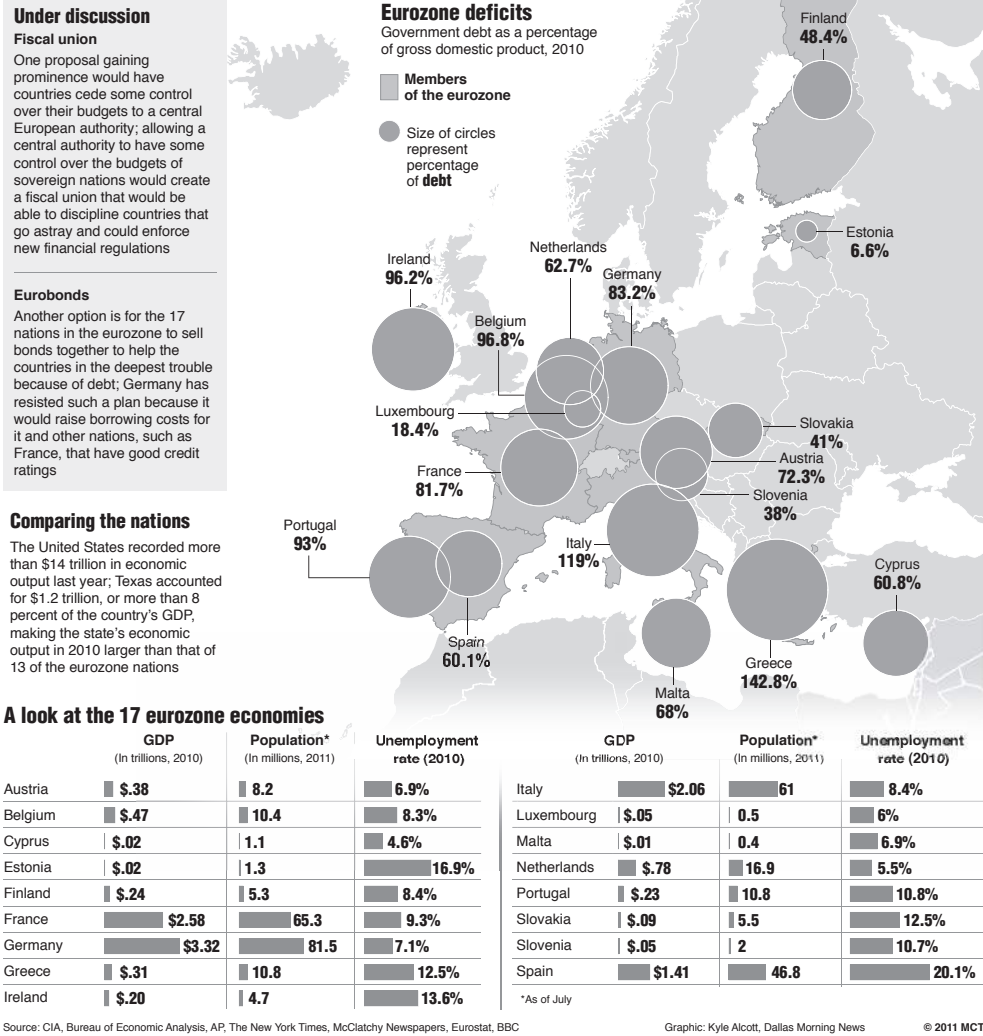 Under discussion
Fiscal union
One proposal gaining
prominence would have
countries cede some control
over their budgets to a central
European authority; allowing a
central authority to have some
control over the budgets of
sovereign nations would create
a fiscal union that would be
able to discipline countries that
go astray and could enforce
new financial regulations
Eurobonds
Another option is for the 17
nations in the eurozone to sell
bonds together to help the
countries in the deepest trouble
because of debt; Germany has
resisted such a plan because it
would raise borrowing costs for
it and other nations, such as
France, that have good credit
ratings
Comparing the nations
The United States recorded more
than $14 trillion in economic
output last year; Texas accounted
for $1.2 trillion, or more than 8
percent of the country's GDP,
making the state's economic
output in 2010 larger than that of
13 of the eurozone nations
Eurozone deficits
Government debt as a percentage
of gross domestic product, 2010
Members
of the eurozone
Size of circles
represent
percentage
of debt
Finland
48.4%
Estonia
6.6%
Netherlands
62.7%
Germany
83.2%
Ireland
96.2%
Belgium
96.8%
Luxembourg
18.4%
France
81.7%
Slovakia
41%
Austria
72.3%
Slovenia
38%
Portugal
93%
Italy
119%
Cyprus
60.8%
Spain
60.1%
Greece
142.8%
Malta
68%
A look at the 17 eurozone economies
GDP Population* Unemployment
(In trillions, 2010) (In millions, 2011) rate (2010)
Austria $.38 8.2 6.9%
Belgium $.47 10.4 8.3%
Cyprus $.02 1.1 4.6%
Estonia $.02 1.3 16.9%
Finland $.24 5.3 8.4%
France $2.58 65.3 9.3%
Germany $3.32 81.5 7.1%
Greece $.31 10.8 12.5%
Ireland $.20 4.7 13.6%
GDP Population* Unemployment
(In trillions, 2010) (In millions, 2011) rate (2010)
Italy $2.06 61 8.4%
Luxembourg $.05 0.5 6%
Malta $.01 0.4 6.9%
Netherlands $.78 16.9 5.5%
Portugal $.23 10.8 10.8%
Slovakia $.09 5.5 12.5%
Slovenia $.05 2 10.7%
Spain $1.41 46.8 20.1%
*As of July
Source: CIA, Bureau of Economic Analysis, AP, The New York Times, McClatchy Newspapers, Eurostat, BBC
Graphic: Kyle Alcott, Dallas Morning News
© 2011 MCT